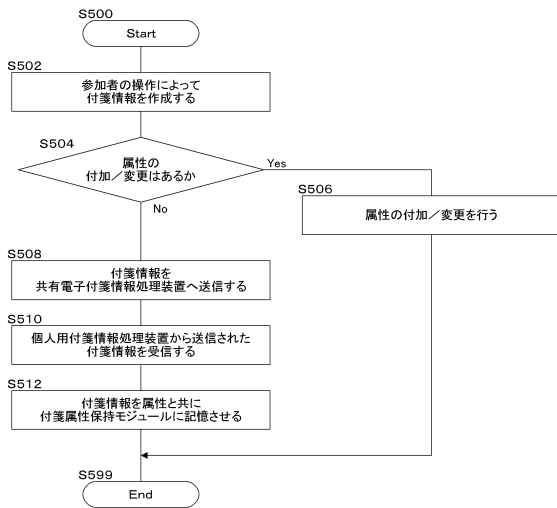 S500
Start
S502
参加者の操作によって
付箋情報を作成する
S504
属性の
付加／変更はあるか
Yes
No
S506
属性の付加／変更を行う
S508
付箋情報を
共有電子付箋情報処理装置へ送信する
S510
個人用付箋情報処理装置から送信された
付箋情報を受信する
S512
付箋情報を属性と共に
付箋属性保持モジュールに記憶させる
S599
End